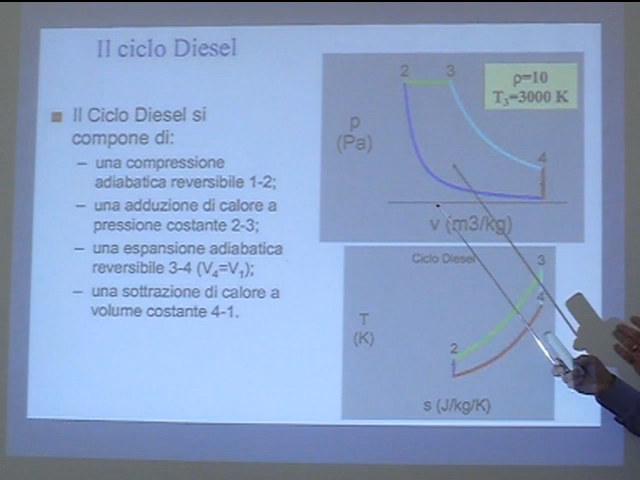 Il ciclo Diesel
Il Ciclo Diesel si
compone di:
– una compressione
adiabatica reversibile 1-2;
– una adduzione di calore a
pressione costante 2-3;
– una espansione adiabatica
reversibile 3-4 (V4=V1);
– una sottrazione di calore a
volume costante 4-1.
2 3
ρ=10
T3=3000 K
p
(Pa)
4
v (m3/kg)
Ciclo Diesel
3
4
T
(K)
2
s (J/kg/K)